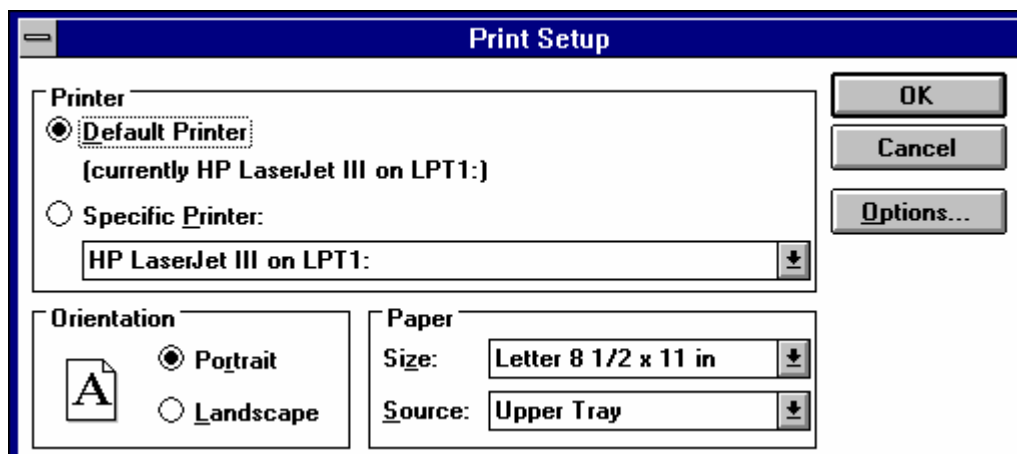 Print Setup
Printer
Default Printer
(currently HP LaserJet III on LPT1:)
Specific Printer:
HP LaserJet III on LPT1:
OK
Cancel
Options...
Orientation
A
Portrait
Landscape
Paper
Size: Letter 8 1/2 x 11 in
Source: Upper Tray